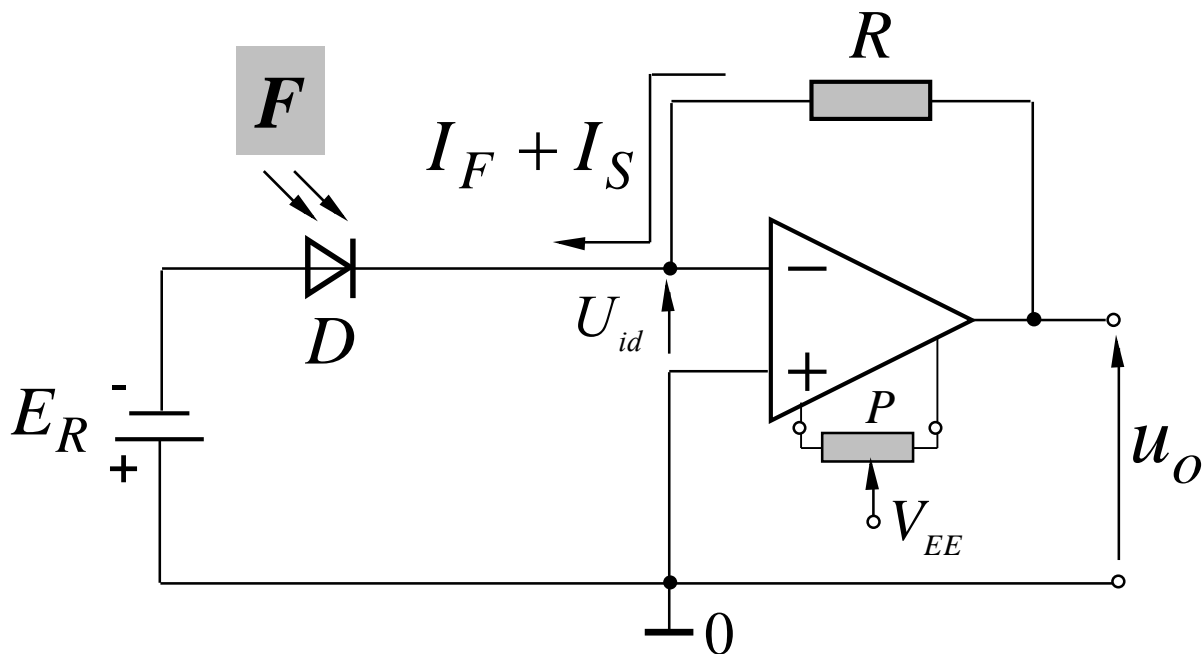 R
F
I_F + I_S
−
U_id
D
+
P
E_R
-
+
u_o
V_EE
0